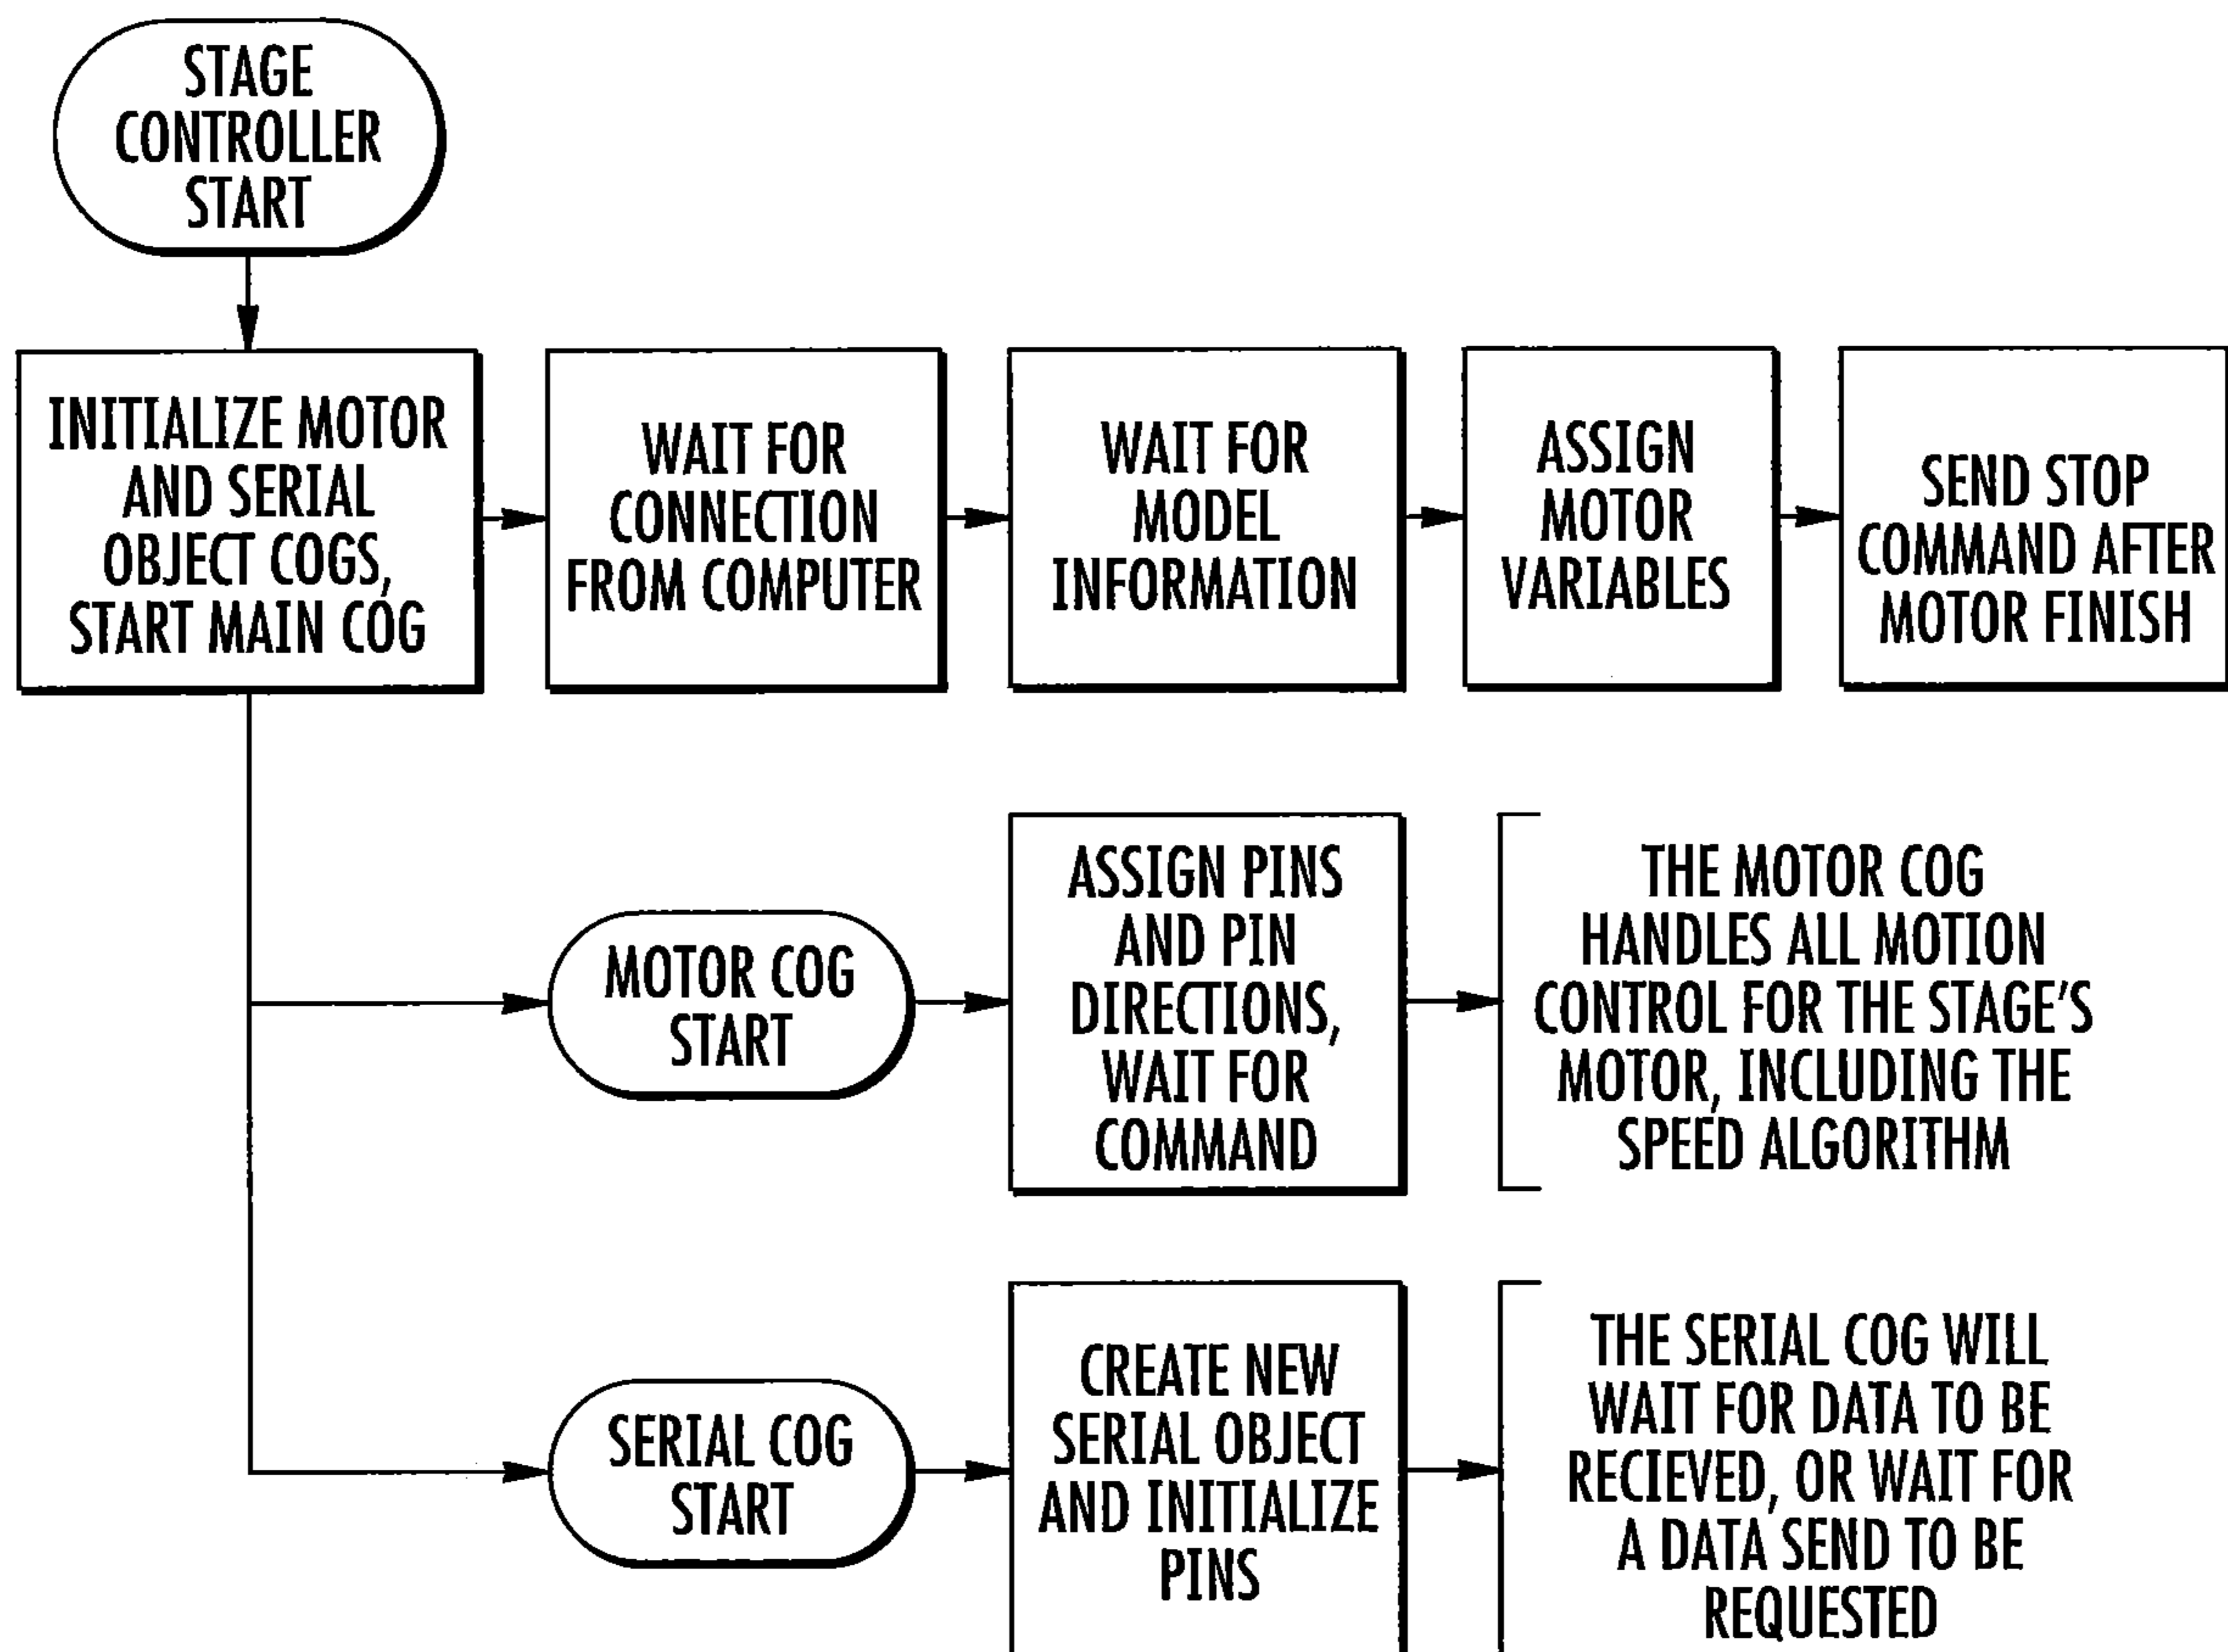 STAGE
CONTROLLER
START
INITIALIZE MOTOR
AND SERIAL
OBJECT COGS,
START MAIN COG
WAIT FOR
CONNECTION
FROM COMPUTER
WAIT FOR
MODEL
INFORMATION
ASSIGN
MOTOR
VARIABLES
SEND STOP
COMMAND AFTER
MOTOR FINISH
MOTOR COG
START
ASSIGN PINS
AND PIN
DIRECTIONS,
WAIT FOR
COMMAND
THE MOTOR COG
HANDLES ALL MOTION
CONTROL FOR THE STAGE'S
MOTOR, INCLUDING THE
SPEED ALGORITHM
SERIAL COG
START
CREATE NEW
SERIAL OBJECT
AND INITIALIZE
PINS
THE SERIAL COG WILL
WAIT FOR DATA TO BE
RECIEVED, OR WAIT FOR
A DATA SEND TO BE
REQUESTED